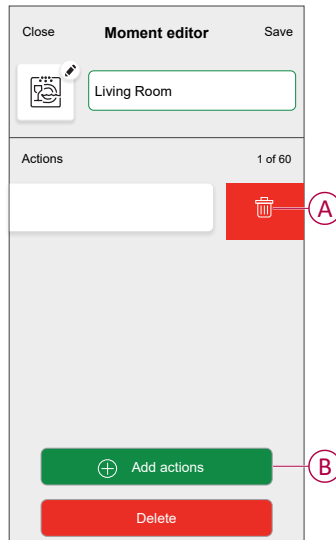 Close Moment editor Save
Living Room
Actions 1 of 60
A
Add actions B
Delete